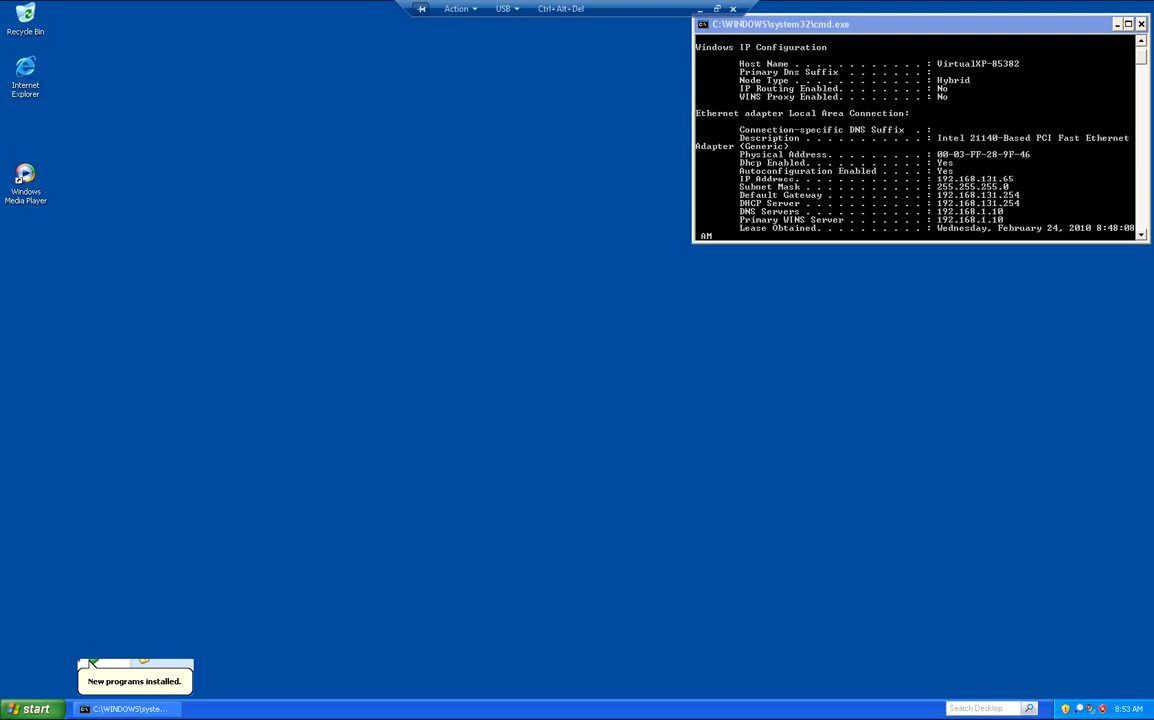 Action USB Ctrl+Alt+Del
Recycle Bin
Internet
Explorer
Windows
Media Player
C:\WINDOWS\system32\cmd.exe
Windows IP Configuration
Host Name . . . . . . . . . . . . : VirtualXP-85382
Primary Dns Suffix . . . . . . . :
Node Type . . . . . . . . . . . . : Hybrid
IP Routing Enabled. . . . . . . . : No
WINS Proxy Enabled. . . . . . . . : No
Ethernet adapter Local Area Connection:
Connection-specific DNS Suffix . :
Description . . . . . . . . . . . : Intel 21140-Based PCI Fast Ethernet
Adapter (Generic)
Physical Address. . . . . . . . . : 00-03-FF-28-9F-46
Dhcp Enabled. . . . . . . . . . . : Yes
Autoconfiguration Enabled . . . . : Yes
IP Address. . . . . . . . . . . . : 192.168.131.65
Subnet Mask . . . . . . . . . . . : 255.255.255.0
Default Gateway . . . . . . . . . : 192.168.131.254
DHCP Server . . . . . . . . . . . : 192.168.131.254
DNS Servers . . . . . . . . . . . : 192.168.1.10
Primary WINS Server . . . . . . . : 192.168.1.10
Lease Obtained. . . . . . . . . . : Wednesday, February 24, 2010 8:48:08
AM
New programs installed.
start
C:\WINDOWS\syste...
Search Desktop
8:53 AM